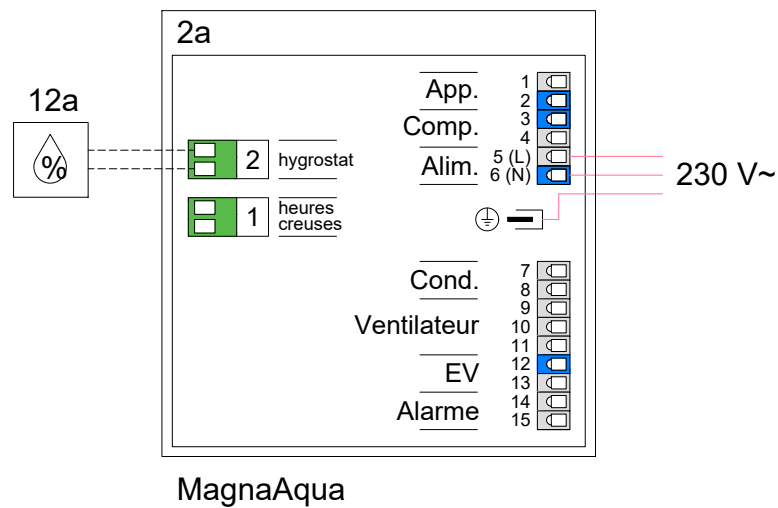 2a
12a
%
2 hygrostat
1 heures
creuses
App.
Comp.
Alim.
1
2
3
4
5 (L)
6 (N)
230 V~
Cond.
Ventilateur
EV
Alarme
7
8
9
10
11
12
13
14
15
MagnaAqua